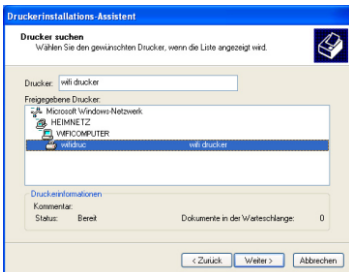 Druckerinstallations-Assistent
Drucker suchen
Wählen Sie den gewünschten Drucker, wenn die Liste angezeigt wird.
Drucker: wifi drucker
Freigegebene Drucker:
Microsoft Windows-Netzwerk
HEIMNETZ
WIFICOMPUTER
wifidruc wifi drucker
Druckerinformationen
Kommentar:
Status: Bereit Dokumente in der Warteschlange: 0
< Zurück Weiter > Abbrechen